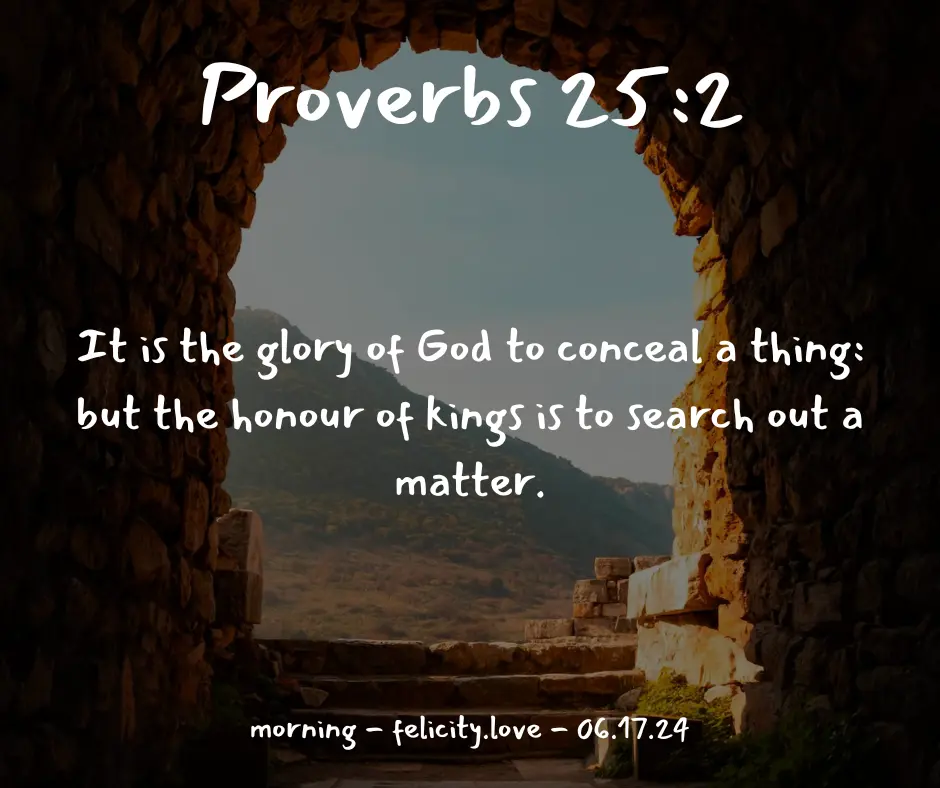 Proverbs 25:2
It is the glory of God to conceal a thing:
but the honour of kings is to search out a
matter.
morning - felicity.love - 06.17.24